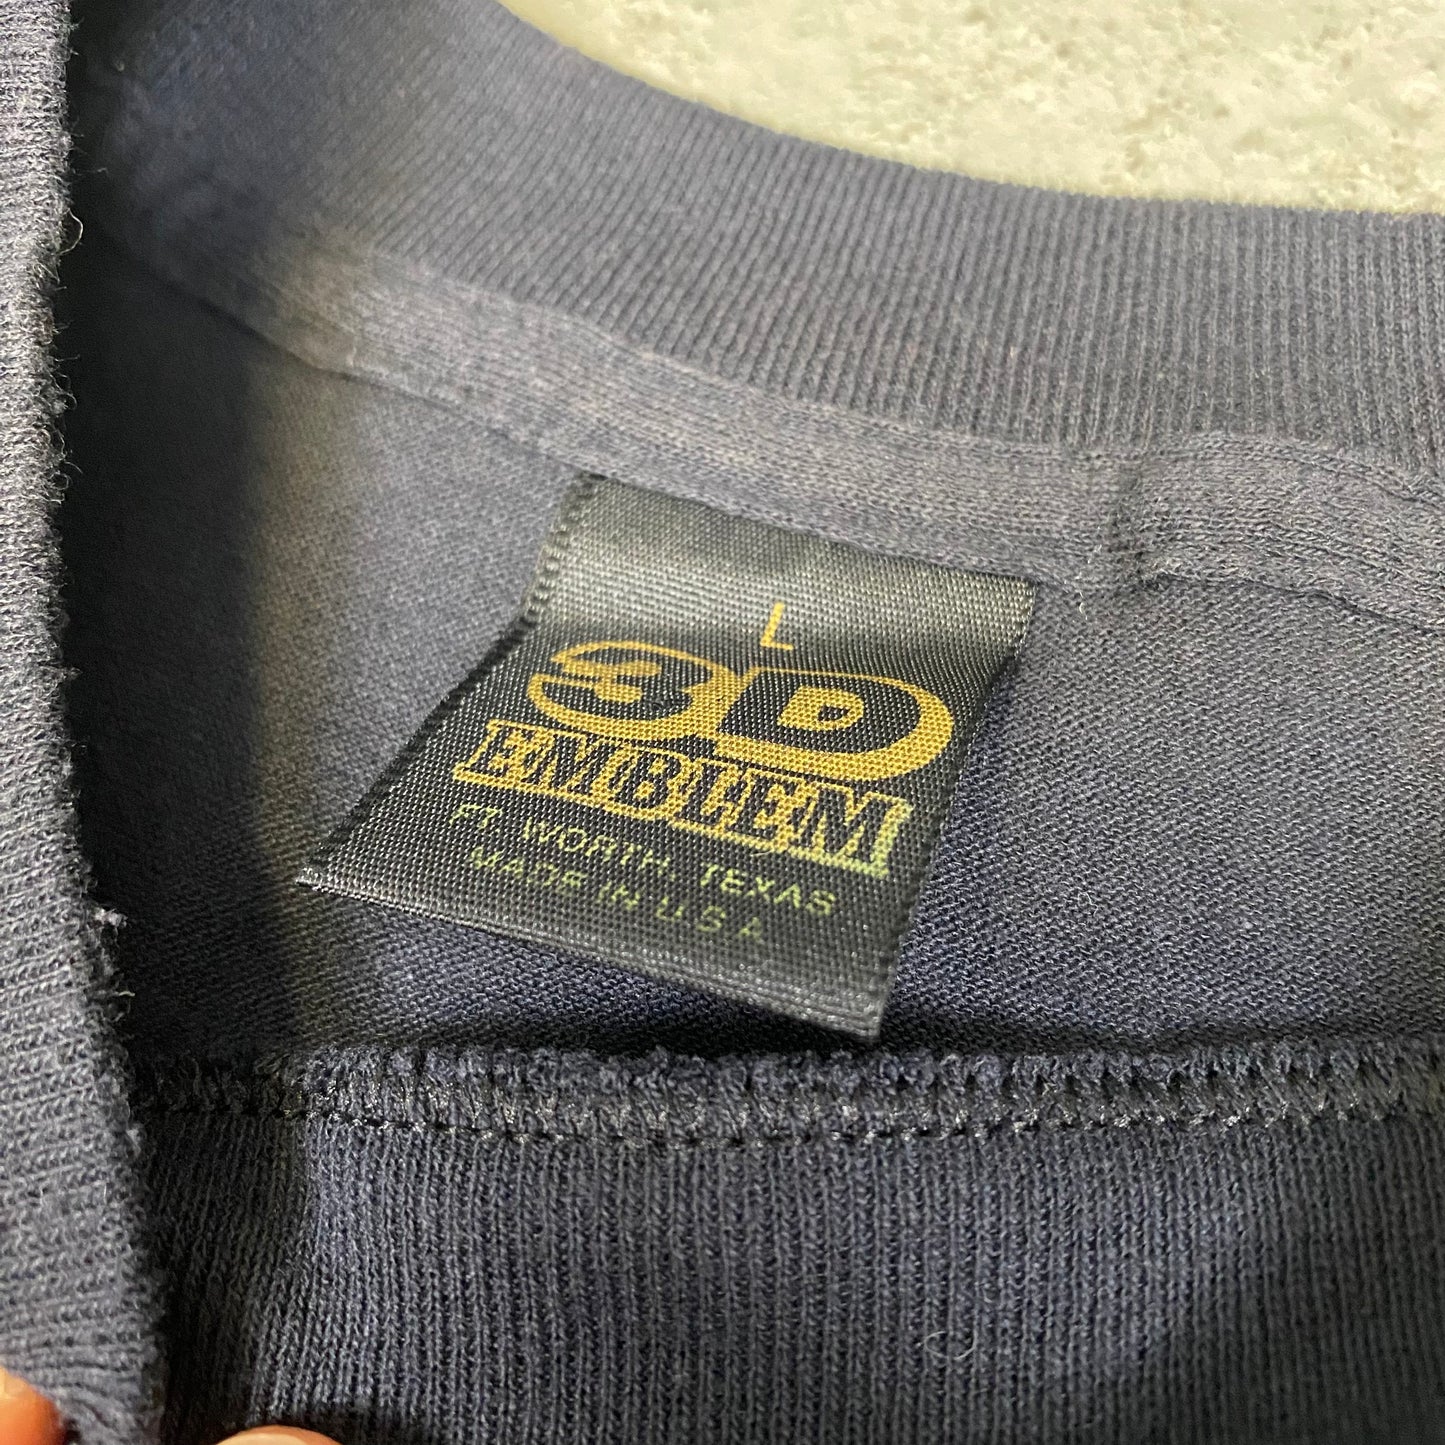 L
3D
EMBLEM
FT. WORTH, TEXAS
MADE IN U.S.A.